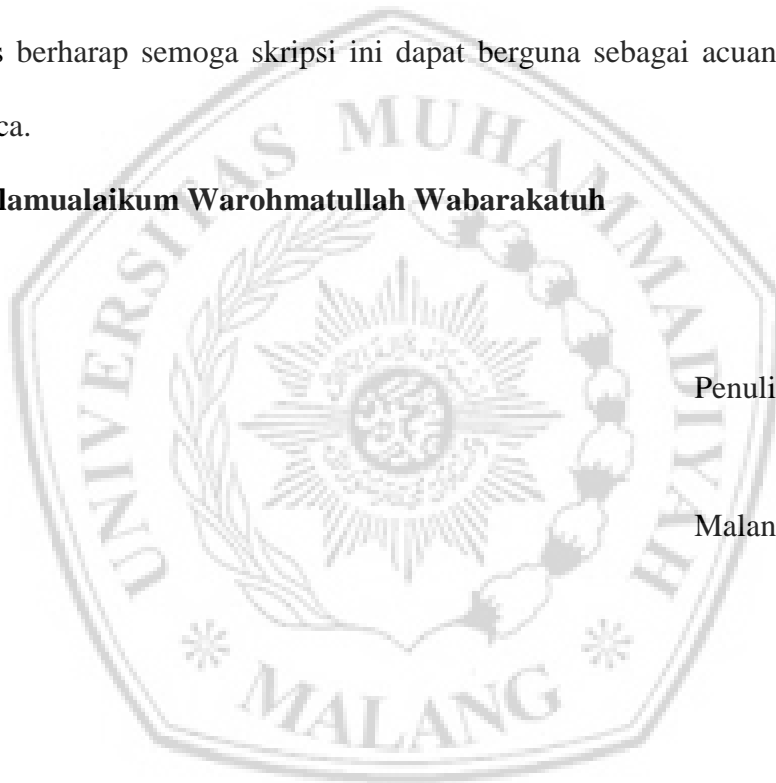 s berharap semoga skripsi ini dapat berguna sebagai acuan
ca.
lamualaikum Warohmatullah Wabarakatuh
Penuli
Malan
UNIVERSITAS MUHAMMADIYAH
MALANG